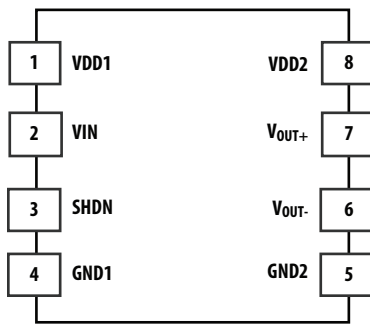 1 VDD1 VDD2 8
2 VIN VOUT+ 7
3 SHDN VOUT- 6
4 GND1 GND2 5